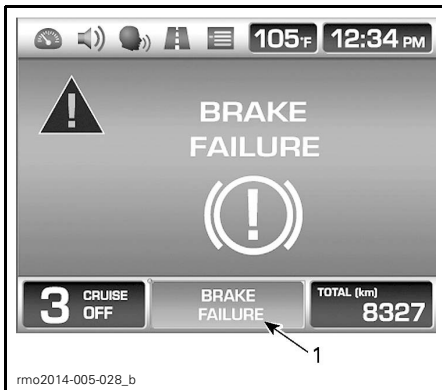 105°F 12:34 PM
BRAKE
FAILURE
3 CRUISE
OFF
BRAKE
FAILURE
TOTAL (km)
8327
1
rmo2014-005-028_b